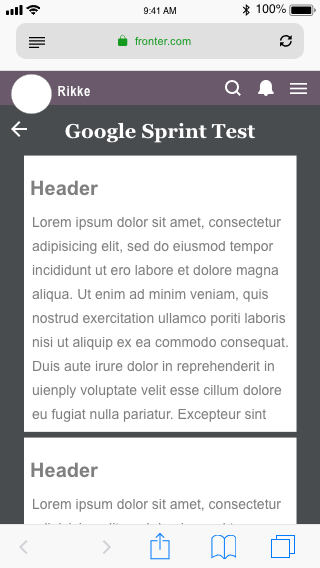 9:41 AM
100%
fronter.com
Rikke
Google Sprint Test
Header
Lorem ipsum dolor sit amet, consectetur
adipisicing elit, sed do eiusmod tempor
incididunt ut ero labore et dolore magna
aliqua. Ut enim ad minim veniam, quis
nostrud exercitation ullamco poriti laboris
nisi ut aliquip ex ea commodo consequat.
Duis aute irure dolor in reprehenderit in
uienply voluptate velit esse cillum dolore
eu fugiat nulla pariatur. Excepteur sint
Header
Lorem ipsum dolor sit amet, consectetur